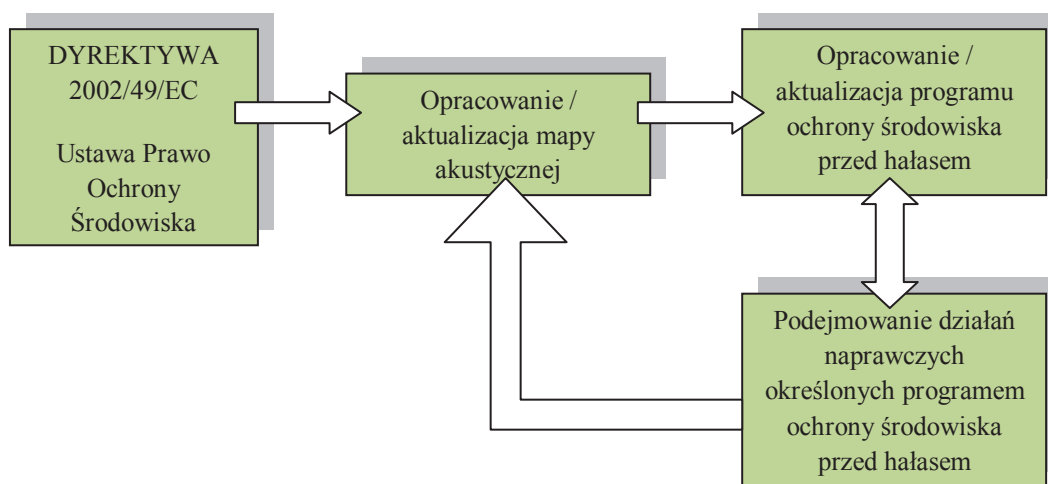 DYREKTYWA
2002/49/EC
Ustawa Prawo
Ochrony
Środowiska
Opracowanie /
aktualizacja mapy
akustycznej
Opracowanie /
aktualizacja programu
ochrony środowiska
przed hałasem
Podejmowanie działań
naprawczych
określonych programem
ochrony środowiska
przed hałasem